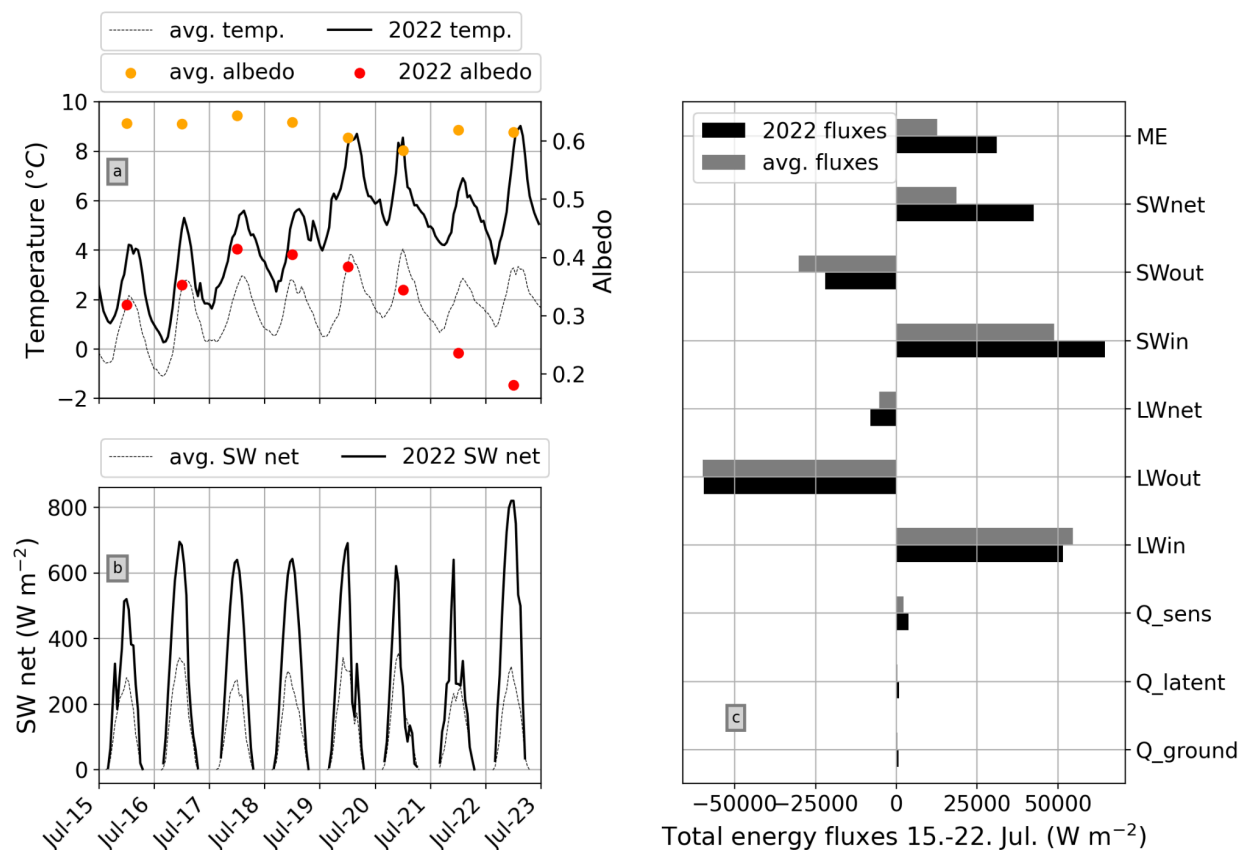 avg. temp. 2022 temp.
avg. albedo 2022 albedo
10
8
6
4
2
0
−2
Temperature (°C)
a
0.6
0.5
0.4
0.3
0.2
Albedo
avg. SW net 2022 SW net
800
600
400
200
0
SW net (W m⁻²)
b
Jul-15
Jul-16
Jul-17
Jul-18
Jul-19
Jul-20
Jul-21
Jul-22
Jul-23
2022 fluxes
avg. fluxes
ME
SWnet
SWout
SWin
LWnet
LWout
LWin
Q_sens
Q_latent
Q_ground
c
−50000 −25000 0 25000 50000
Total energy fluxes 15.-22. Jul. (W m⁻²)